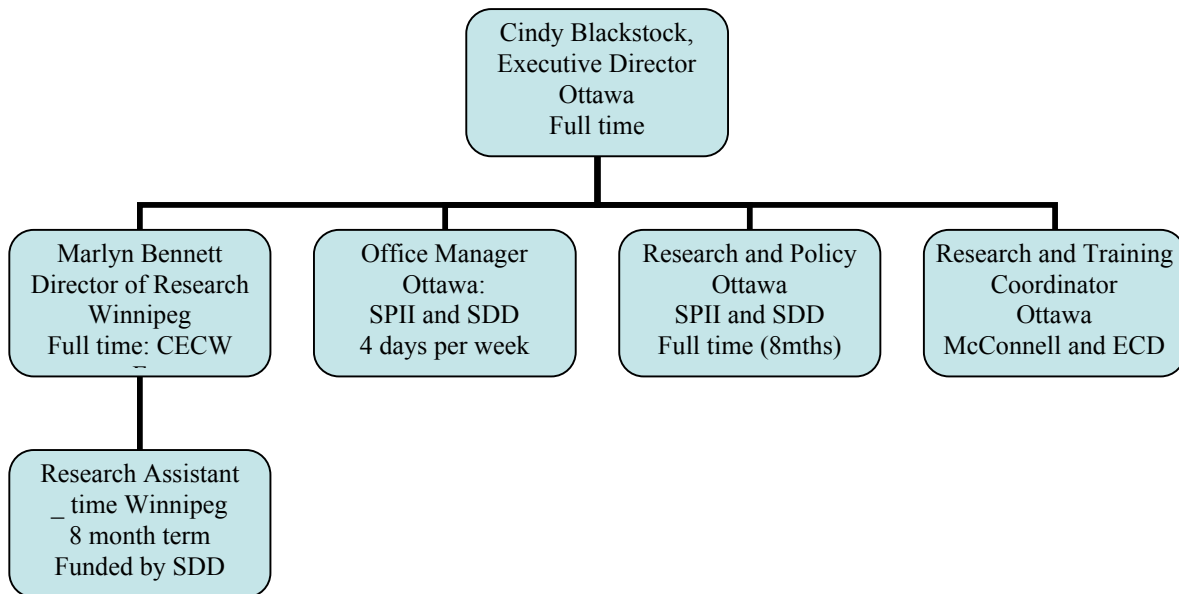 Cindy Blackstock,
Executive Director
Ottawa
Full time
Marlyn Bennett
Director of Research
Winnipeg
Full time: CECW
Office Manager
Ottawa:
SPII and SDD
4 days per week
Research and Policy
Ottawa
SPII and SDD
Full time (8mths)
Research and Training
Coordinator
Ottawa
McConnell and ECD
Research Assistant
_ time Winnipeg
8 month term
Funded by SDD